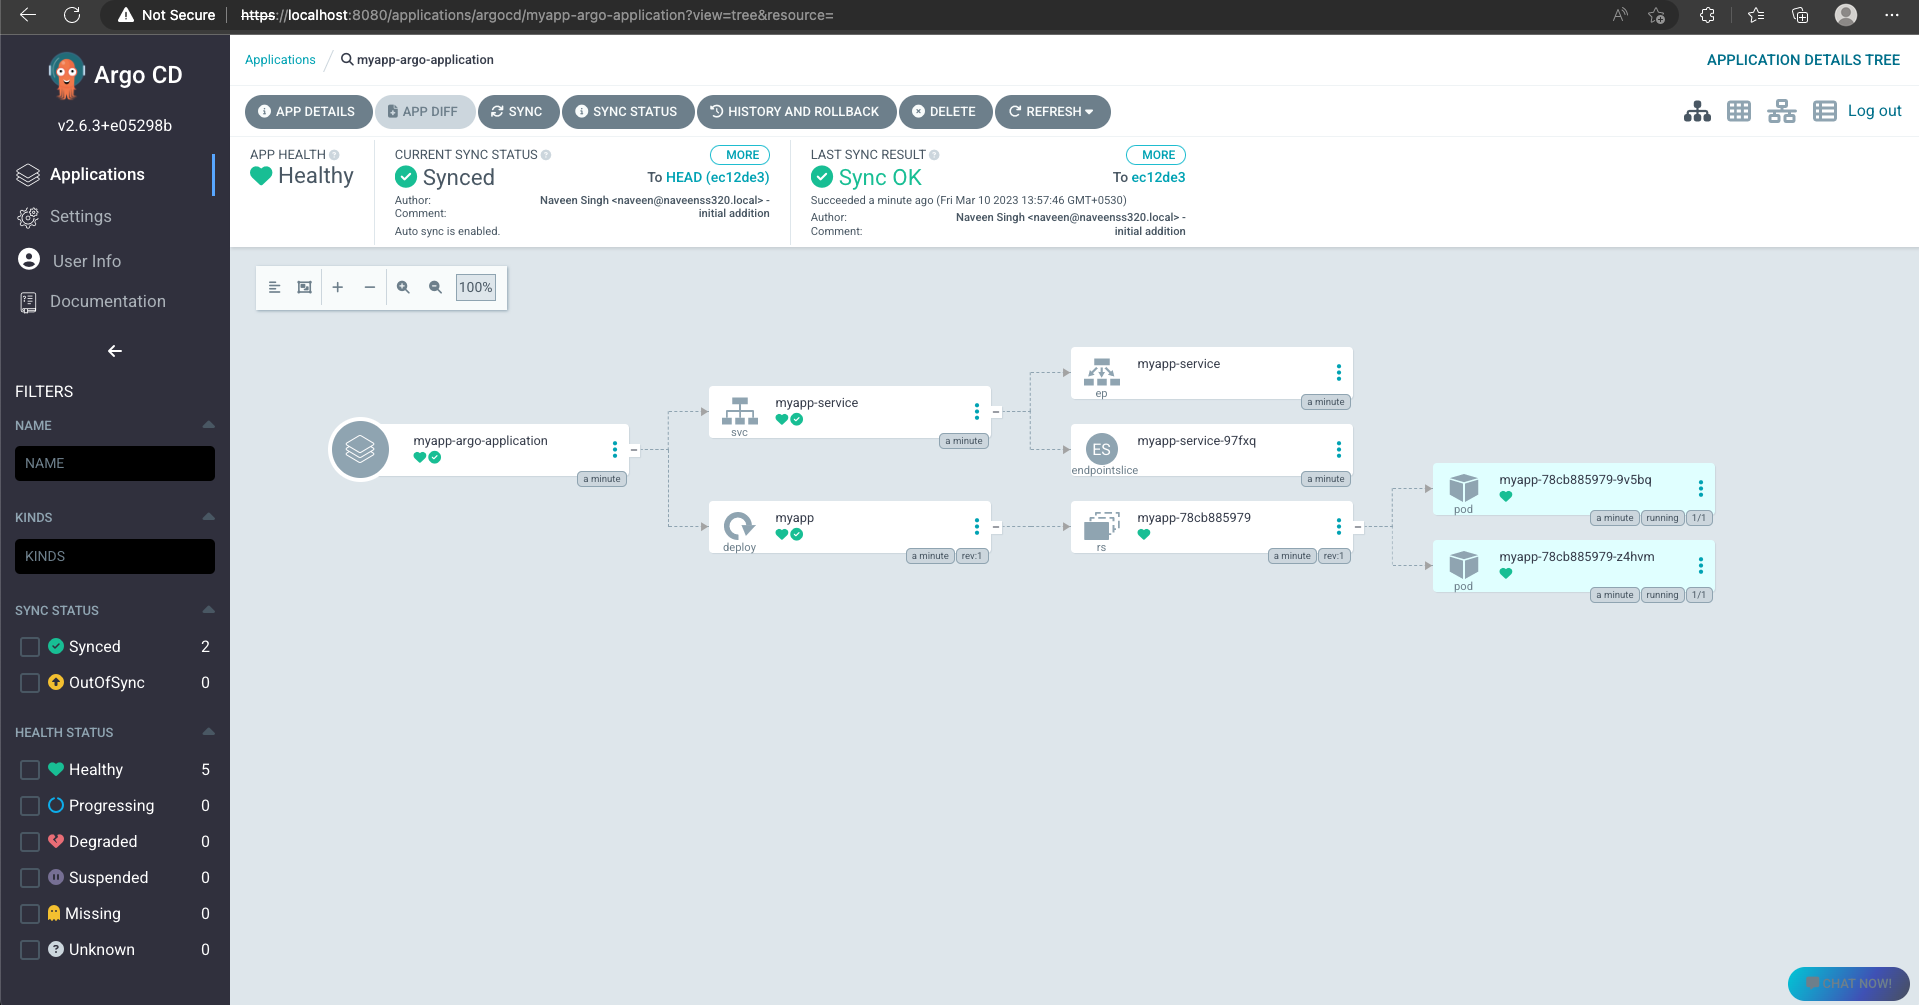 Not Secure https://localhost:8080/applications/argocd/myapp-argo-application?view=tree&resource=
Argo CD
v2.6.3+e05298b
Applications
Settings
User Info
Documentation
FILTERS
NAME
NAME
KINDS
KINDS
SYNC STATUS
Synced 2
OutOfSync 0
HEALTH STATUS
Healthy 5
Progressing 0
Degraded 0
Suspended 0
Missing 0
Unknown 0
Applications / myapp-argo-application
APPLICATION DETAILS TREE
APP DETAILS APP DIFF SYNC SYNC STATUS HISTORY AND ROLLBACK DELETE REFRESH
Log out
APP HEALTH
Healthy
CURRENT SYNC STATUS MORE
Synced To HEAD (ec12de3)
Author: Naveen Singh <naveen@naveenss320.local> -
Comment: initial addition
Auto sync is enabled.
LAST SYNC RESULT MORE
Sync OK To ec12de3
Succeeded a minute ago (Fri Mar 10 2023 13:57:46 GMT+0530)
Author: Naveen Singh <naveen@naveenss320.local> -
Comment: initial addition
100%
myapp-argo-application
a minute
myapp-service
svc
a minute
myapp
deploy
a minute rev:1
myapp-service
ep
a minute
ES
myapp-service-97fxq
endpointslice
a minute
myapp-78cb885979
rs
a minute rev:1
myapp-78cb885979-9v5bq
pod
a minute running 1/1
myapp-78cb885979-z4hvm
pod
a minute running 1/1
CHAT NOW!